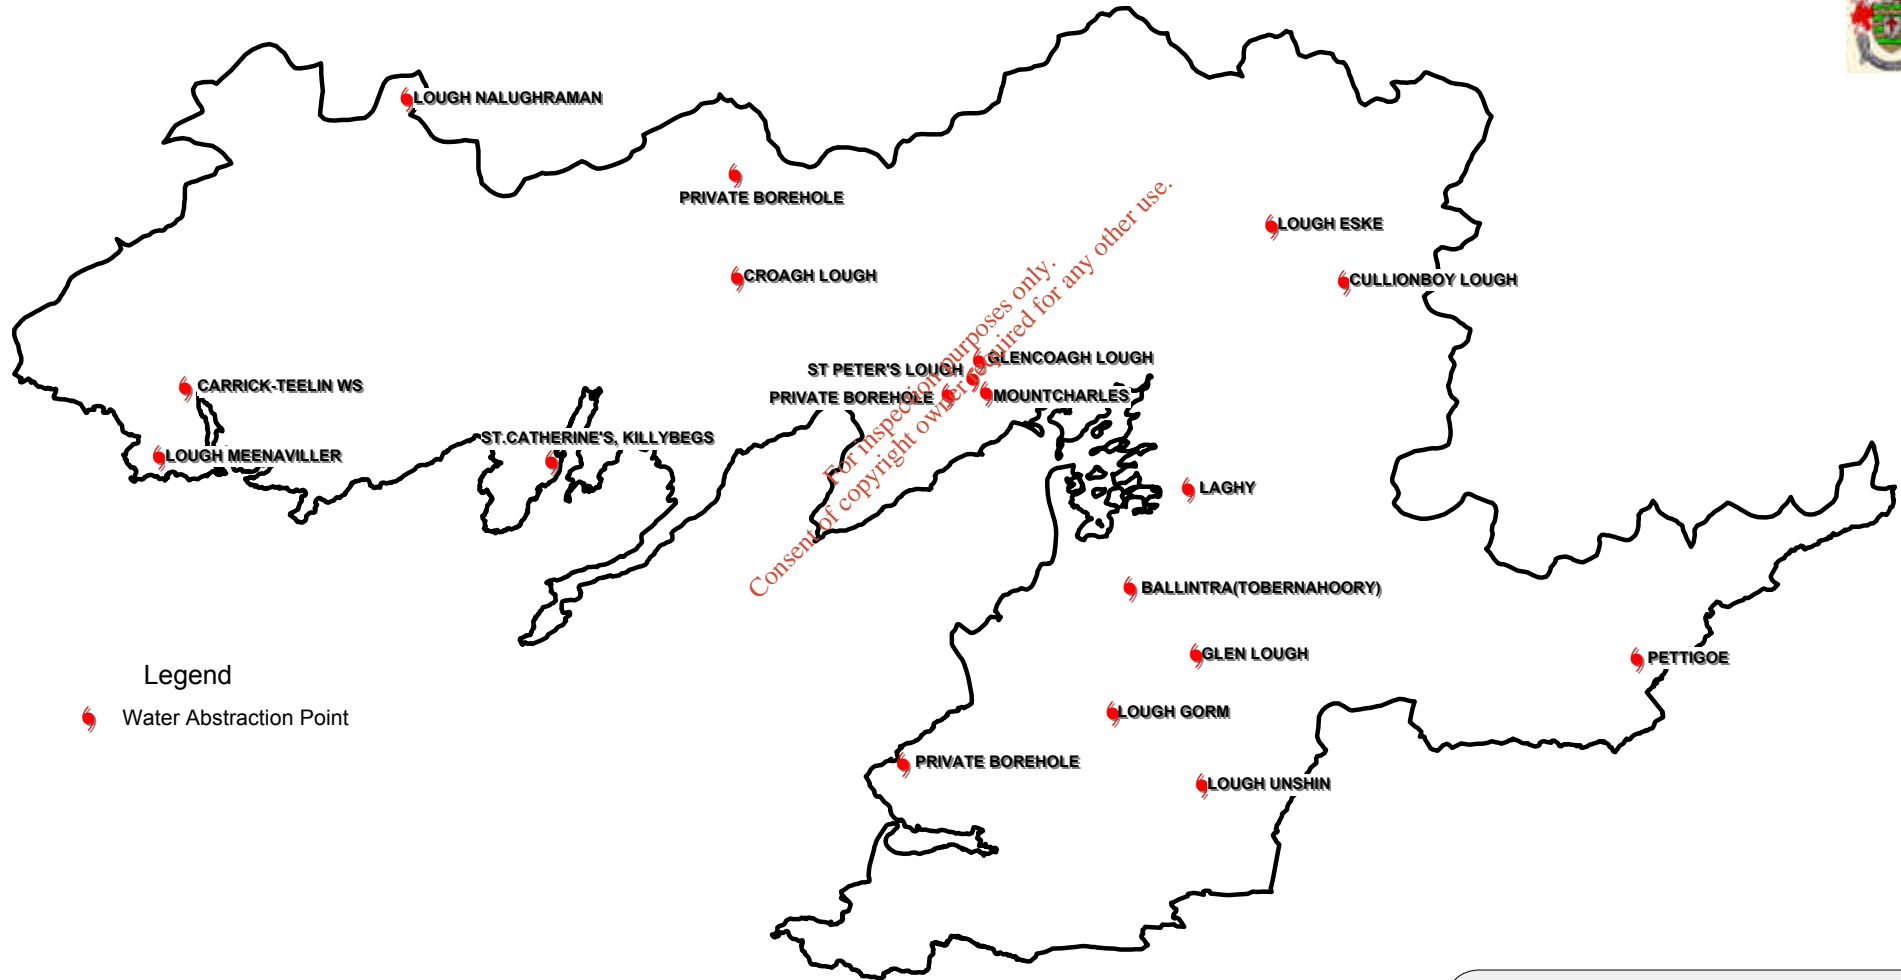 LOUGH NALUGHRAMAN
PRIVATE BOREHOLE
LOUGH ESKE
CROAGH LOUGH
CULLIONBOY LOUGH
GLENCOAGH LOUGH
ST PETER'S LOUGH
CARRICK-TEELIN WS
PRIVATE BOREHOLE
MOUNTCHARLES
ST.CATHERINE'S, KILLYBEGS
LOUGH MEENAVILLER
LAGHY
For inspection purposes only.
Consent of copyright owner required for any other use.
BALLINTRA(TOBERNAHOORY)
GLEN LOUGH
PETTIGOE
Legend
Water Abstraction Point
LOUGH GORM
PRIVATE BOREHOLE
LOUGH UNSHIN